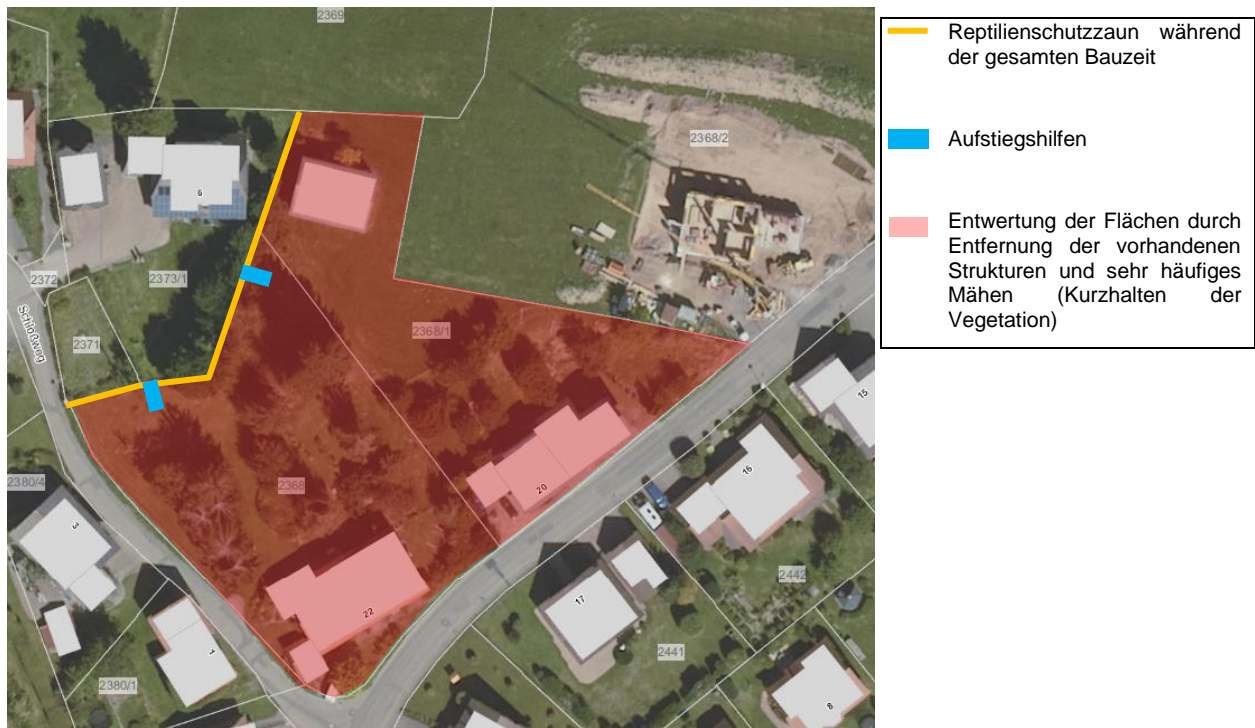 2369
2368/2
6
2372
2373/1
Schloßweg
2371
2368/1
15
20
16
2368
2380/4
3
22
17
2442
1
2441
2380/1
8
Reptilienschutzzaun während
der gesamten Bauzeit
Aufstiegshilfen
Entwertung der Flächen durch
Entfernung der vorhandenen
Strukturen und sehr häufiges
Mähen (Kurzhalten der
Vegetation)